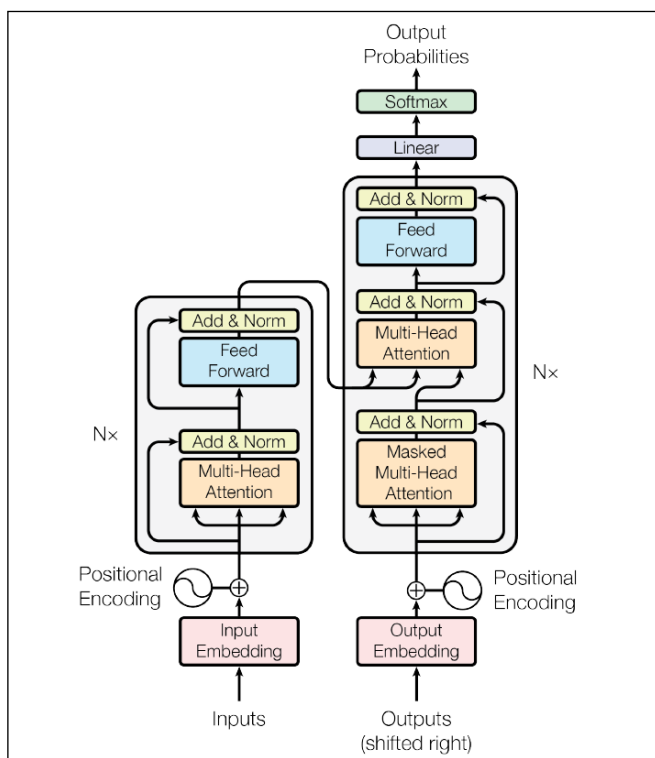 Output
Probabilities
Softmax
Linear
Add & Norm
Feed
Forward
Add & Norm
Multi-Head
Attention
Add & Norm
Masked
Multi-Head
Attention
Nx
Add & Norm
Feed
Forward
Add & Norm
Multi-Head
Attention
Nx
Positional
Encoding
Positional
Encoding
Input
Embedding
Output
Embedding
Inputs
Outputs
(shifted right)